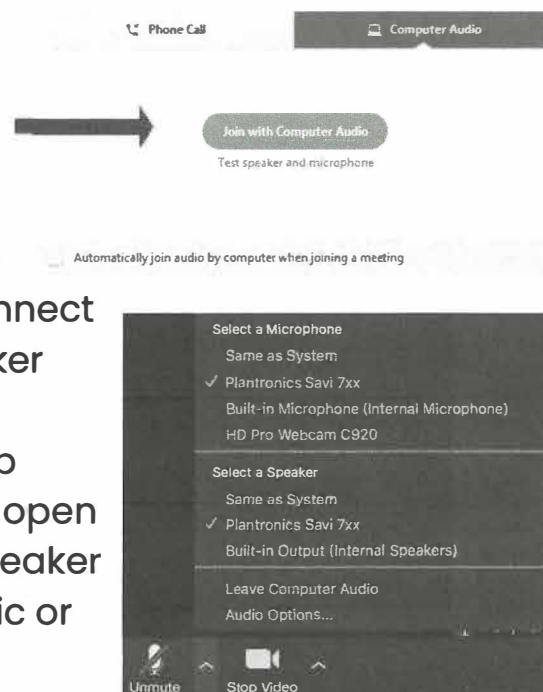 Phone Call
Computer Audio
Join with Computer Audio
Test speaker and microphone
Automatically join audio by computer when joining a meeting
nnect
ker
o
open
eaker
ic or
Select a Microphone
Same as System
✓ Plantronics Savi 7xx
Built-in Microphone (Internal Microphone)
HD Pro Webcam C920
Select a Speaker
Same as System
✓ Plantronics Savi 7xx
Built-in Output (Internal Speakers)
Leave Computer Audio
Audio Options...
Unmute
Stop Video